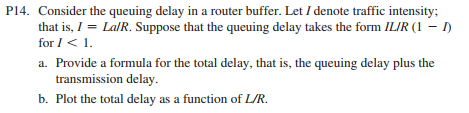 P14. Consider the queuing delay in a router buffer. Let I denote traffic intensity;
that is, I = La/R. Suppose that the queuing delay takes the form IL/R (1 – I)
for I < 1.
a. Provide a formula for the total delay, that is, the queuing delay plus the
transmission delay.
b. Plot the total delay as a function of L/R.